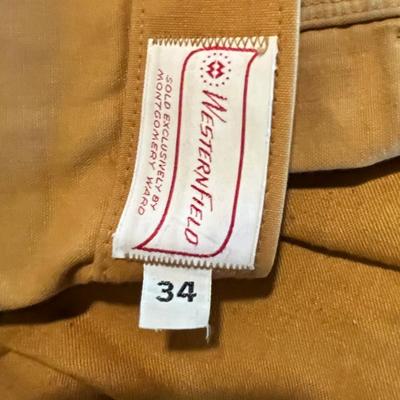 WESTERNFIELD
SOLD EXCLUSIVELY BY
MONTGOMERY WARD
34